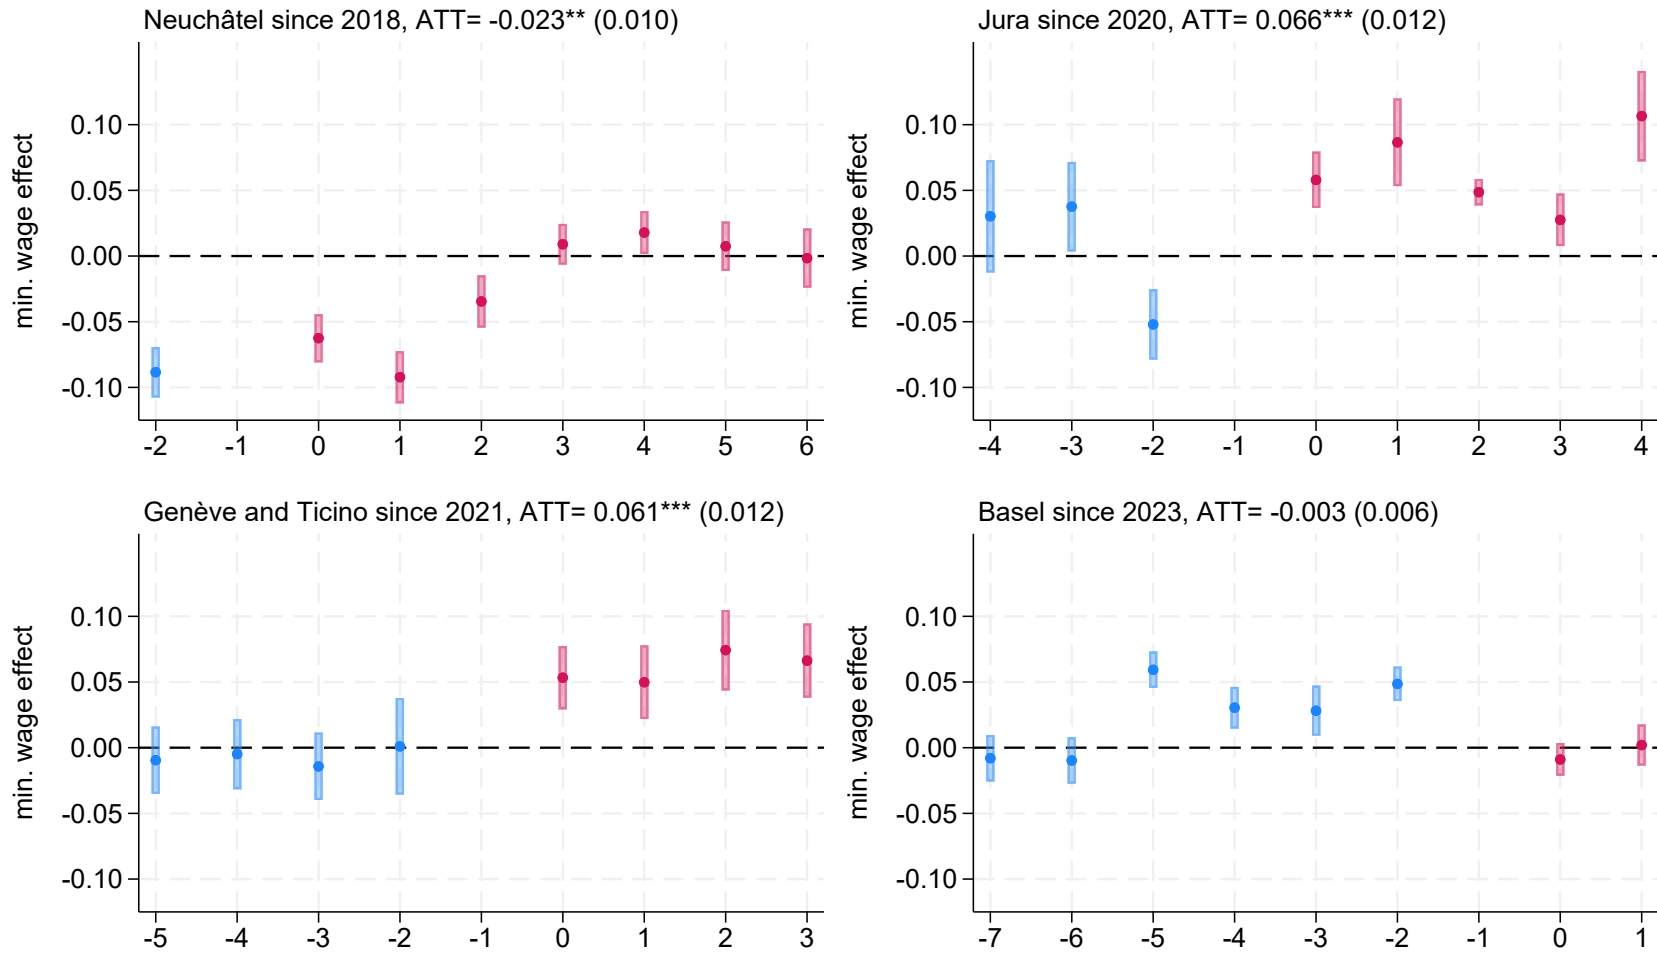 Neuchâtel since 2018, ATT= -0.023** (0.010)
min. wage effect
0.10
0.05
0.00
-0.05
-0.10
-2 -1 0 1 2 3 4 5 6
Jura since 2020, ATT= 0.066*** (0.012)
min. wage effect
0.10
0.05
0.00
-0.05
-0.10
-4 -3 -2 -1 0 1 2 3 4
Genève and Ticino since 2021, ATT= 0.061*** (0.012)
min. wage effect
0.10
0.05
0.00
-0.05
-0.10
-5 -4 -3 -2 -1 0 1 2 3
Basel since 2023, ATT= -0.003 (0.006)
min. wage effect
0.10
0.05
0.00
-0.05
-0.10
-7 -6 -5 -4 -3 -2 -1 0 1